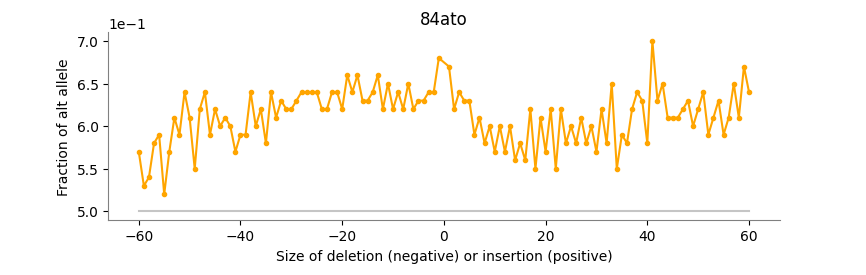 84ato
1e−1
7.0
6.5
6.0
5.5
5.0
Fraction of alt allele
−60 −40 −20 0 20 40 60
Size of deletion (negative) or insertion (positive)